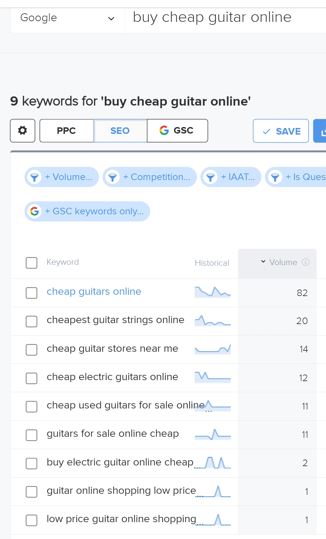 Google
buy cheap guitar online
9 keywords for 'buy cheap guitar online'
PPC
SEO
GSC
SAVE
+ Volume...
+ Competition...
+ IAAT...
+ Is Ques
+ GSC keywords only...
Keyword
Historical
Volume
cheap guitars online
82
cheapest guitar strings online
20
cheap guitar stores near me
14
cheap electric guitars online
12
cheap used guitars for sale online...
11
guitars for sale online cheap
11
buy electric guitar online cheap...
2
guitar online shopping low price...
1
low price guitar online shopping...
1